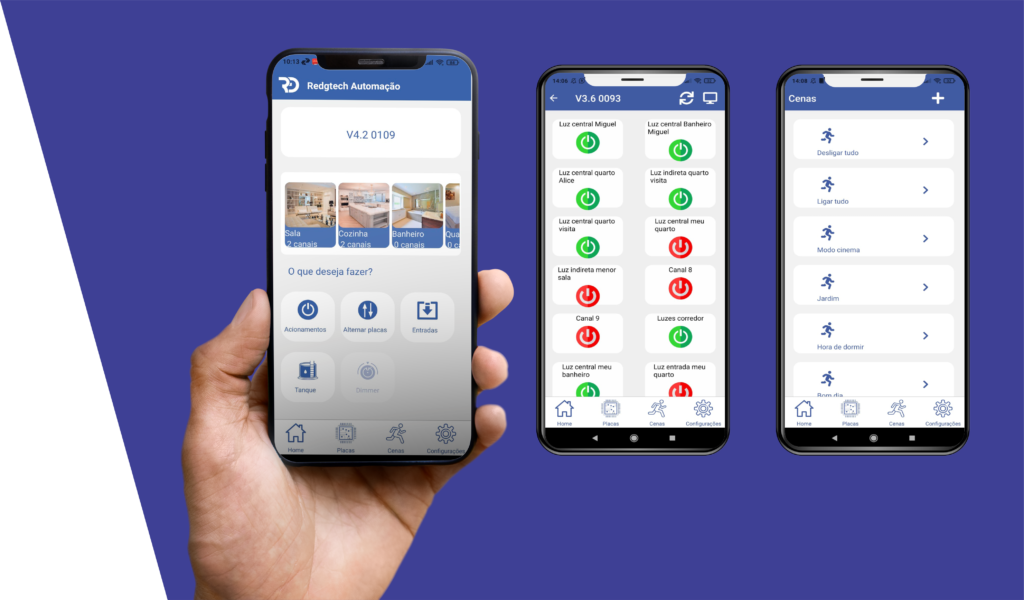 10:13
RD
Redgtech Automação
V4.2 0109
Sala
2 canais
Cozinha
2 canais
Banheiro
0 canais
Qua
0 c
O que deseja fazer?
Acionamentos
Alternar placas
Entradas
Tanque
Dimmer
Home
Placas
Cenas
Configurações
14:06
V3.6 0093
Luz central Miguel
Luz central Banheiro
Miguel
Luz central quarto
Alice
Luz indireta quarto
visita
Luz central quarto
visita
Luz central meu
quarto
Luz indireta menor
sala
Canal 8
Canal 9
Luzes corredor
Luz central meu
banheiro
Luz entrada meu
quarto
Home
Placas
Cenas
Configurações
14:08
Cenas
Desligar tudo
Ligar tudo
Modo cinema
Jardim
Hora de dormir
Bom dia
Home
Placas
Cenas
Configurações